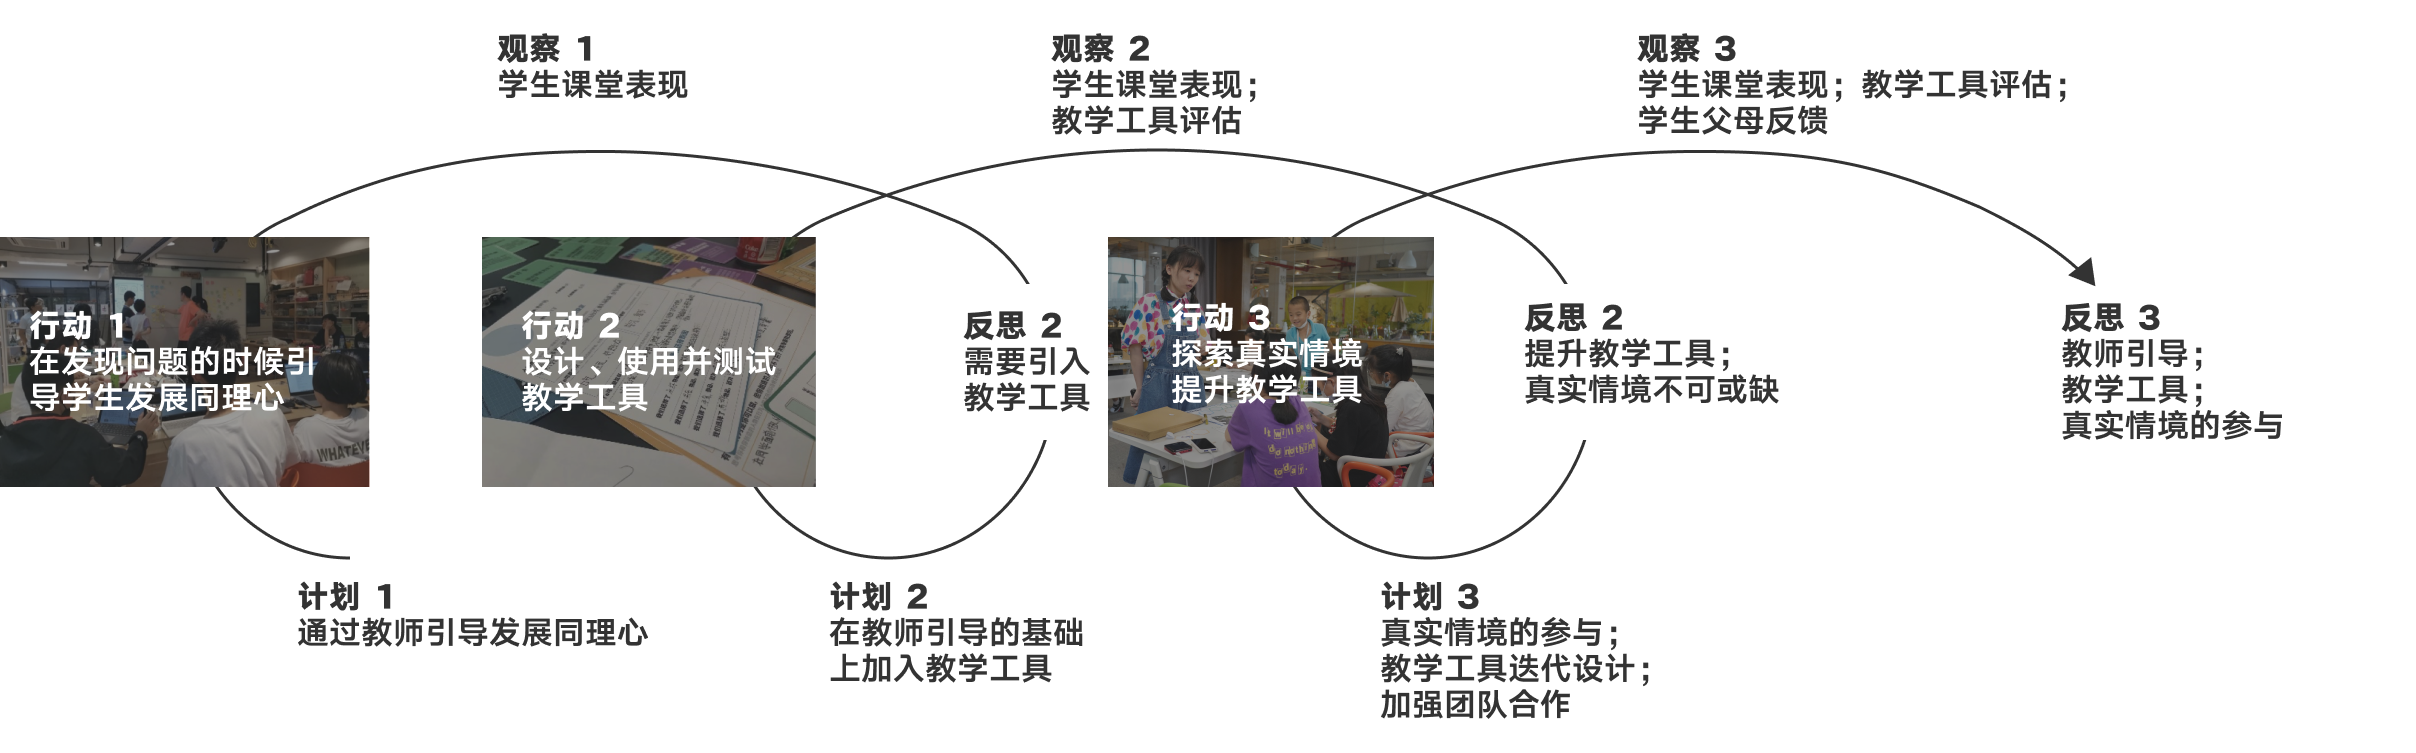 观察 1
学生课堂表现
观察 2
学生课堂表现；
教学工具评估
观察 3
学生课堂表现；教学工具评估；
学生父母反馈
行动 1
在发现问题的时候引
导学生发展同理心
WHATEVE
行动 2
设计、使用并测试
教学工具
反思 2
需要引入
教学工具
行动 3
探索真实情境
提升教学工具
反思 2
提升教学工具；
真实情境不可或缺
反思 3
教师引导；
教学工具；
真实情境的参与
计划 1
通过教师引导发展同理心
计划 2
在教师引导的基础
上加入教学工具
计划 3
真实情境的参与；
教学工具迭代设计；
加强团队合作